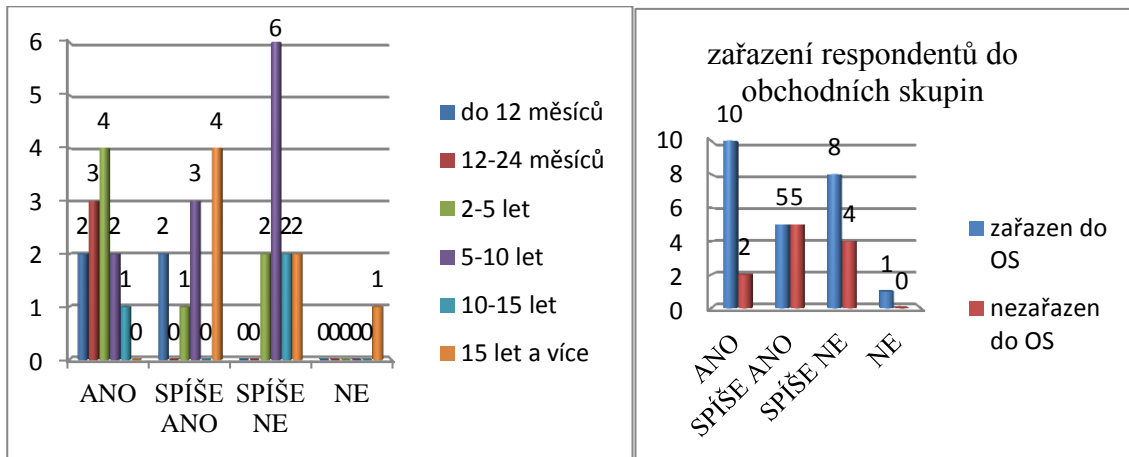 6
5
4
3
2
1
0
2 3 4 2 1 0
2 0 1 3 0 4
0 0 2 6 2 2
0 0 0 0 0 1
ANO
SPÍŠE
ANO
SPÍŠE
NE
NE
do 12 měsíců
12-24 měsíců
2-5 let
5-10 let
10-15 let
15 let a více
zařazení respondentů do
obchodních skupin
10
8
6
4
2
0
10 2
5 5
8 4
1 0
ANO
SPÍŠE ANO
SPÍŠE NE
NE
zařazen do
OS
nezařazen
do OS